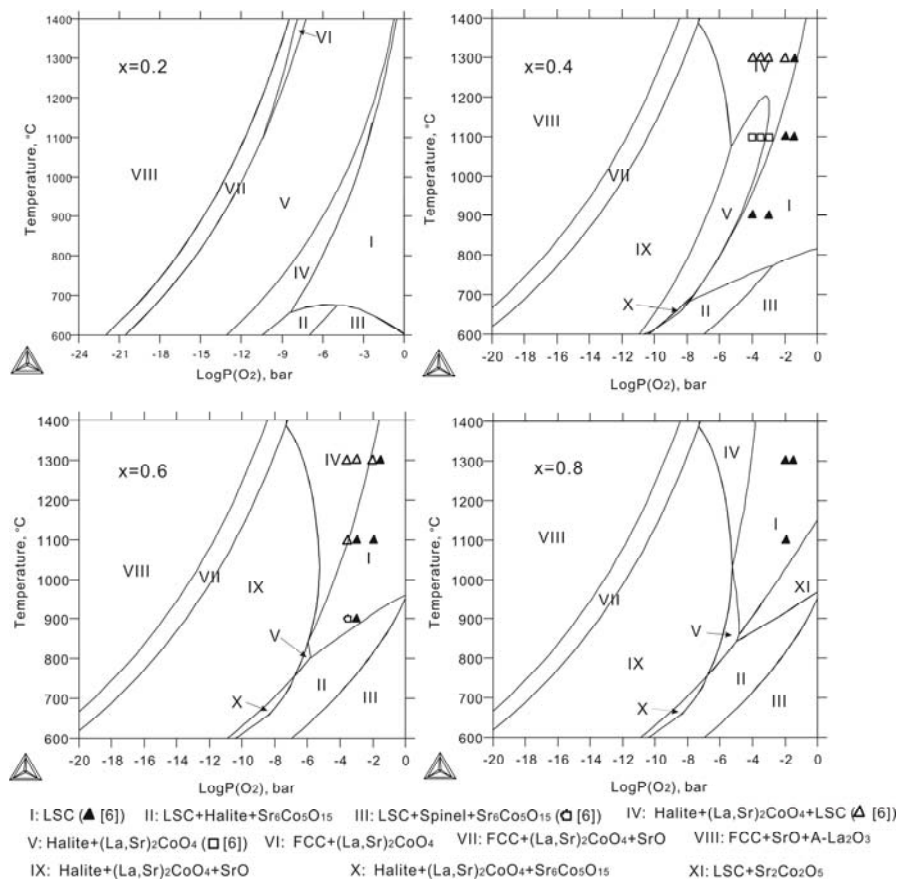 1400
1300
1200
1100
1000
900
800
700
600
Temperature, °C
x=0.2
VI
VIII
VII
V
I
IV
II
III
-24 -21 -18 -15 -12 -9 -6 -3 0
LogP(O2), bar
1400
1300
1200
1100
1000
900
800
700
600
Temperature, °C
x=0.4
IV
VIII
VII
V
I
IX
X
II
III
-20 -18 -16 -14 -12 -10 -8 -6 -4 -2 0
LogP(O2), bar
1400
1300
1200
1100
1000
900
800
700
600
Temperature, °C
x=0.6
IV
VIII
VII
IX
I
V
X
II
III
-20 -18 -16 -14 -12 -10 -8 -6 -4 -2 0
LogP(O2), bar
1400
1300
1200
1100
1000
900
800
700
600
Temperature, °C
x=0.8
IV
I
VIII
VII
XI
V
IX
II
X
III
-20 -18 -16 -14 -12 -10 -8 -6 -4 -2 0
LogP(O2), bar
I: LSC (▲ [6]) II: LSC+Halite+Sr6Co5O15 III: LSC+Spinel+Sr6Co5O15 (⌂ [6]) IV: Halite+(La,Sr)2CoO4+LSC (△ [6])
V: Halite+(La,Sr)2CoO4 (□ [6]) VI: FCC+(La,Sr)2CoO4 VII: FCC+(La,Sr)2CoO4+SrO VIII: FCC+SrO+A-La2O3
IX: Halite+(La,Sr)2CoO4+SrO X: Halite+(La,Sr)2CoO4+Sr6Co5O15 XI: LSC+Sr2Co2O5